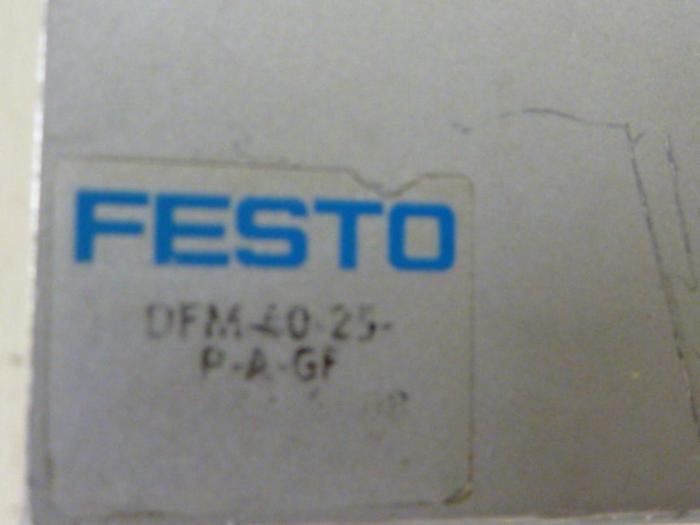 FESTO
DFM-40-25-
P-A-GF